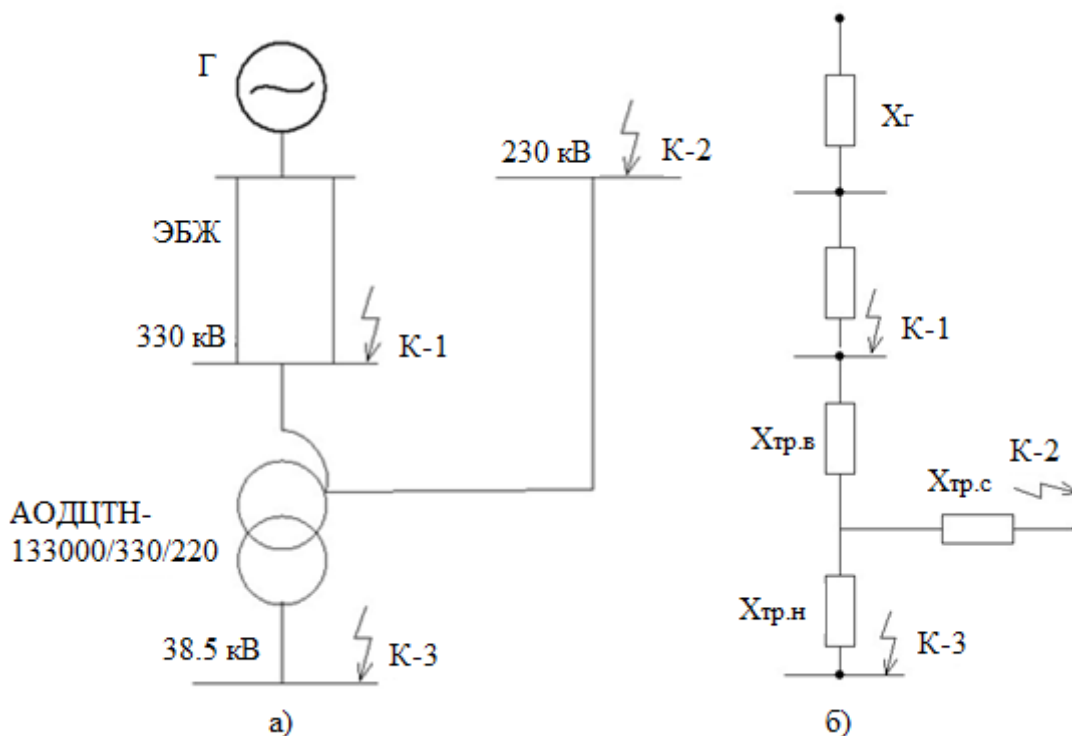 Г
230 кВ
К-2
ЭБЖ
330 кВ
К-1
АОДЦТН-
133000/330/220
38.5 кВ
К-3
а)
Xг
К-1
Xтр.в
К-2
Xтр.с
Xтр.н
К-3
б)